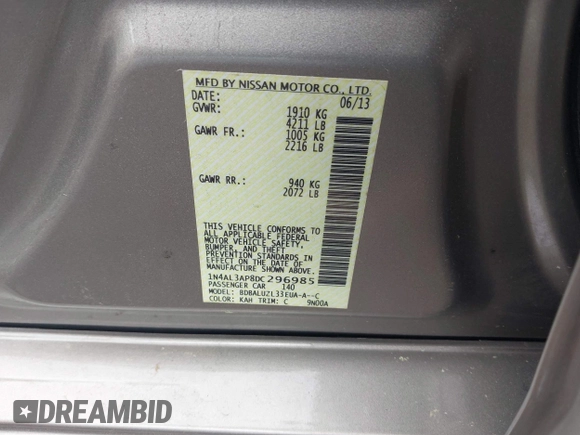 MFD BY NISSAN MOTOR CO., LTD.
DATE: 06/13
GVWR: 1910 KG
4211 LB
GAWR FR.: 1005 KG
2216 LB
GAWR RR.: 940 KG
2072 LB
THIS VEHICLE CONFORMS TO
ALL APPLICABLE FEDERAL
MOTOR VEHICLE SAFETY,
BUMPER, AND THEFT
PREVENTION STANDARDS IN
EFFECT ON THE DATE OF
MANUFACTURE SHOWN ABOVE.
1N4AL3AP8DC296985
PASSENGER CAR 140
MODEL: BDBALUZL33EUA-A--C
COLOR: KAH TRIM: C 9N00A
DREAMBID